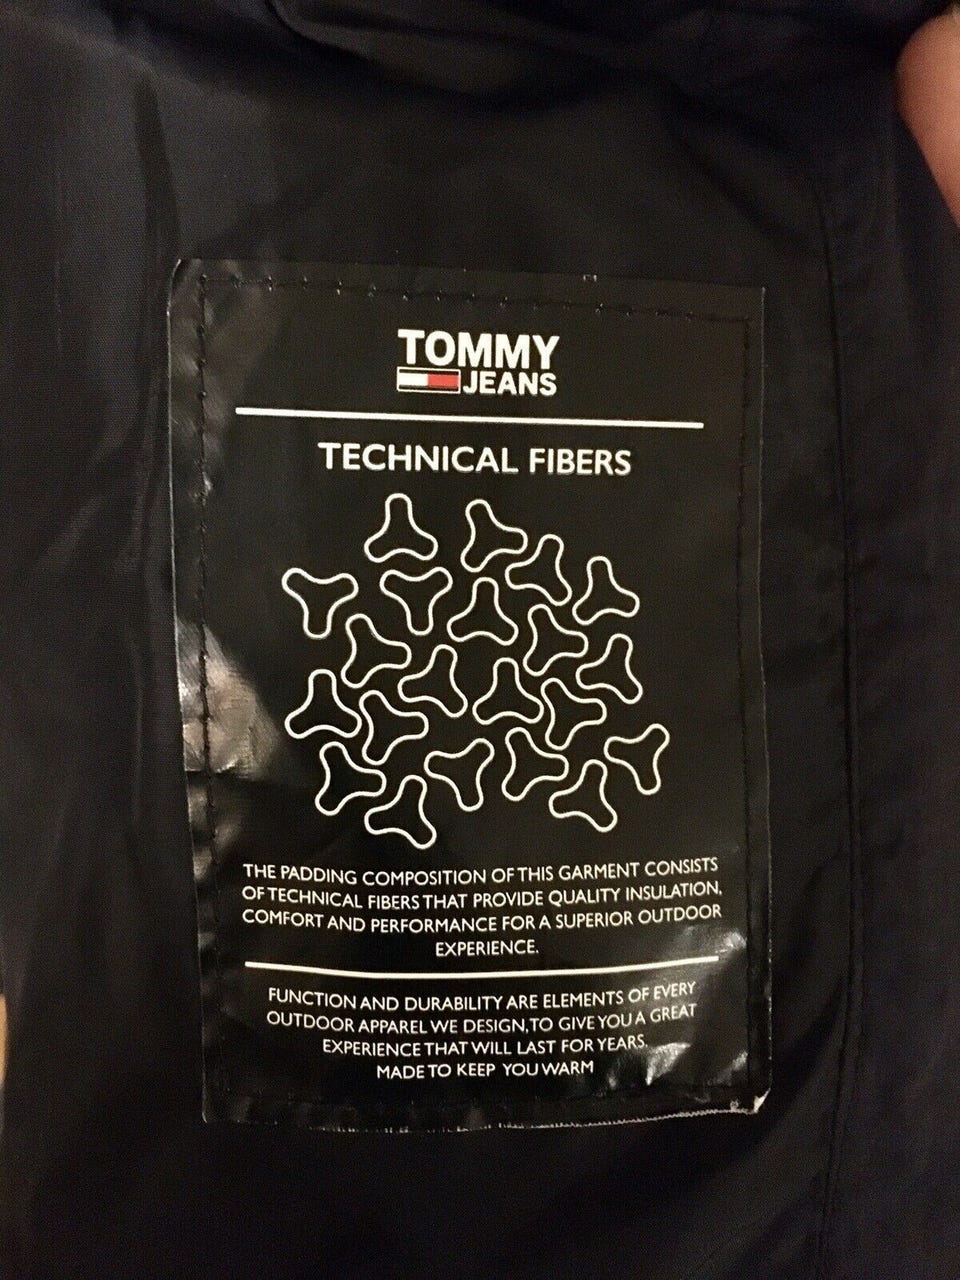 TOMMY
JEANS
TECHNICAL FIBERS
THE PADDING COMPOSITION OF THIS GARMENT CONSISTS
OF TECHNICAL FIBERS THAT PROVIDE QUALITY INSULATION,
COMFORT AND PERFORMANCE FOR A SUPERIOR OUTDOOR
EXPERIENCE.
FUNCTION AND DURABILITY ARE ELEMENTS OF EVERY
OUTDOOR APPAREL WE DESIGN, TO GIVE YOU A GREAT
EXPERIENCE THAT WILL LAST FOR YEARS.
MADE TO KEEP YOU WARM